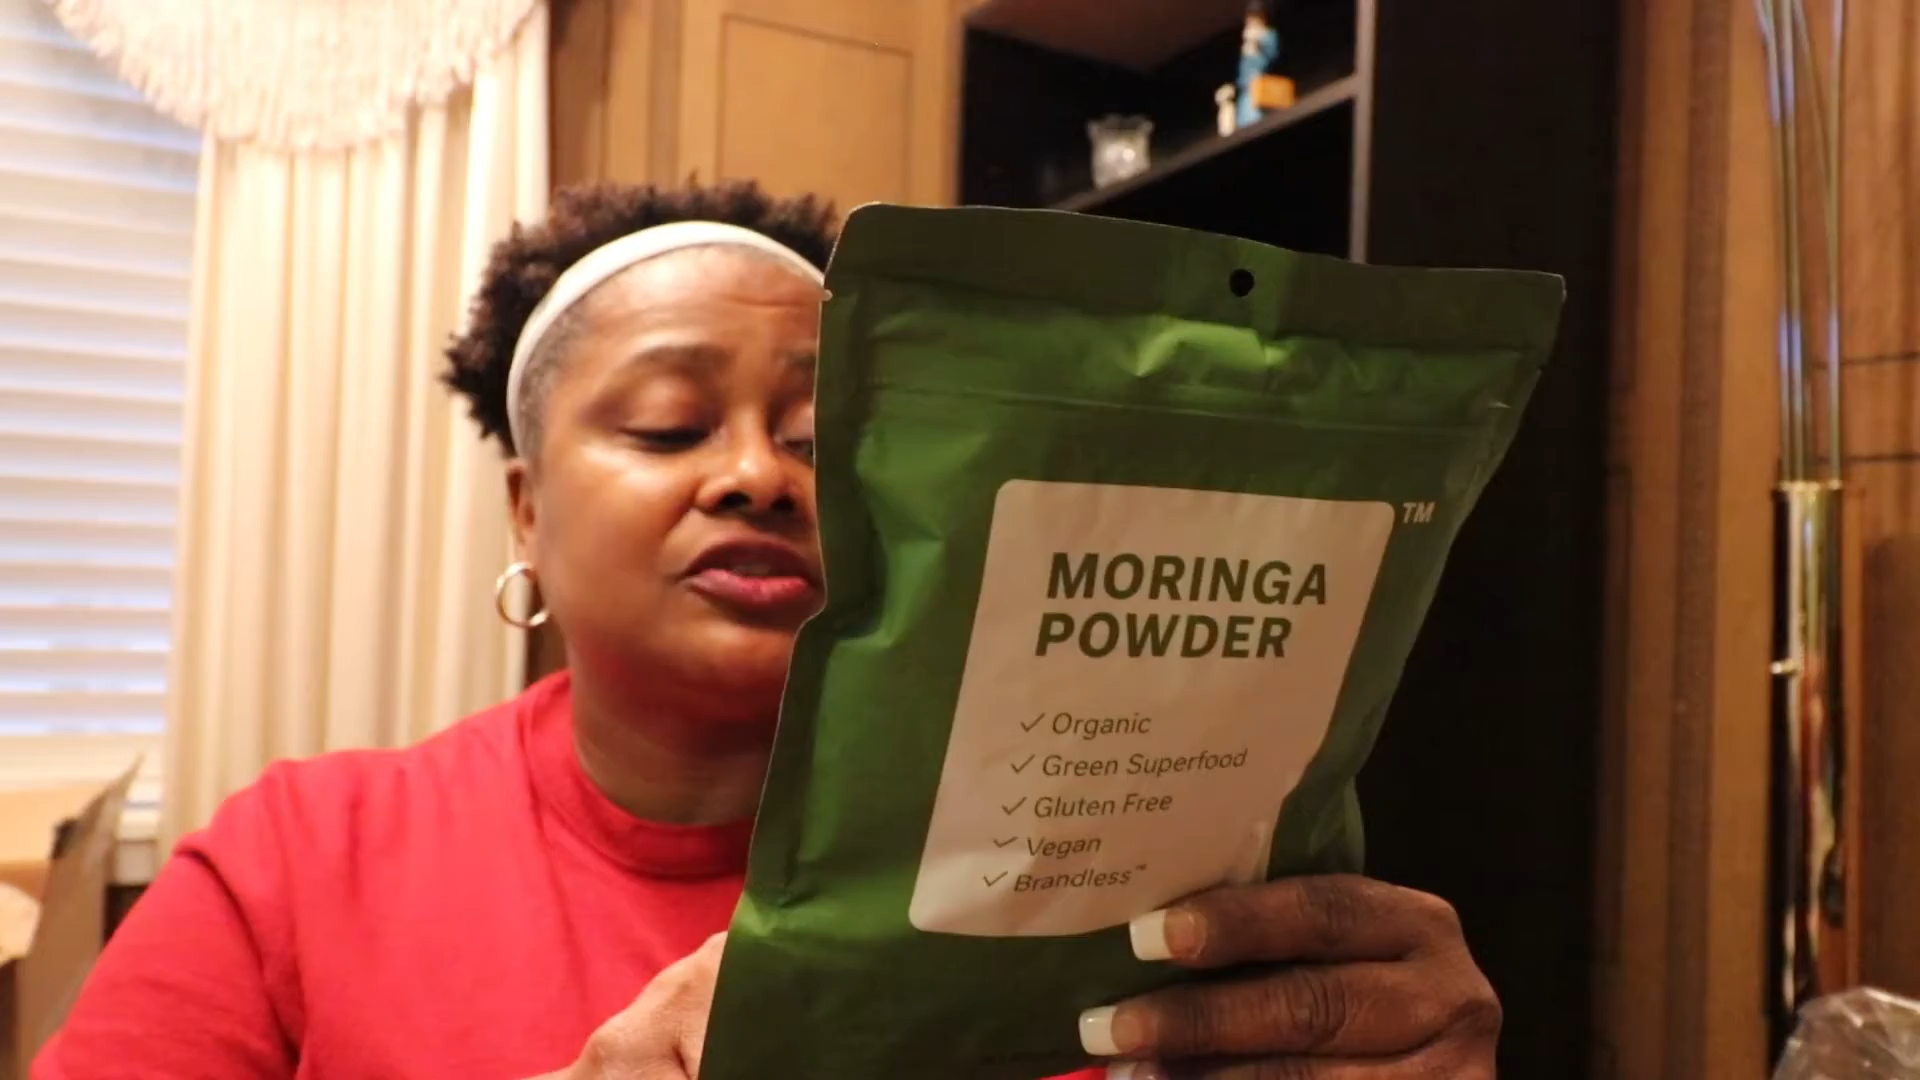 TM
MORINGA
POWDER
✓ Organic
✓ Green Superfood
✓ Gluten Free
✓ Vegan
✓ Brandless™